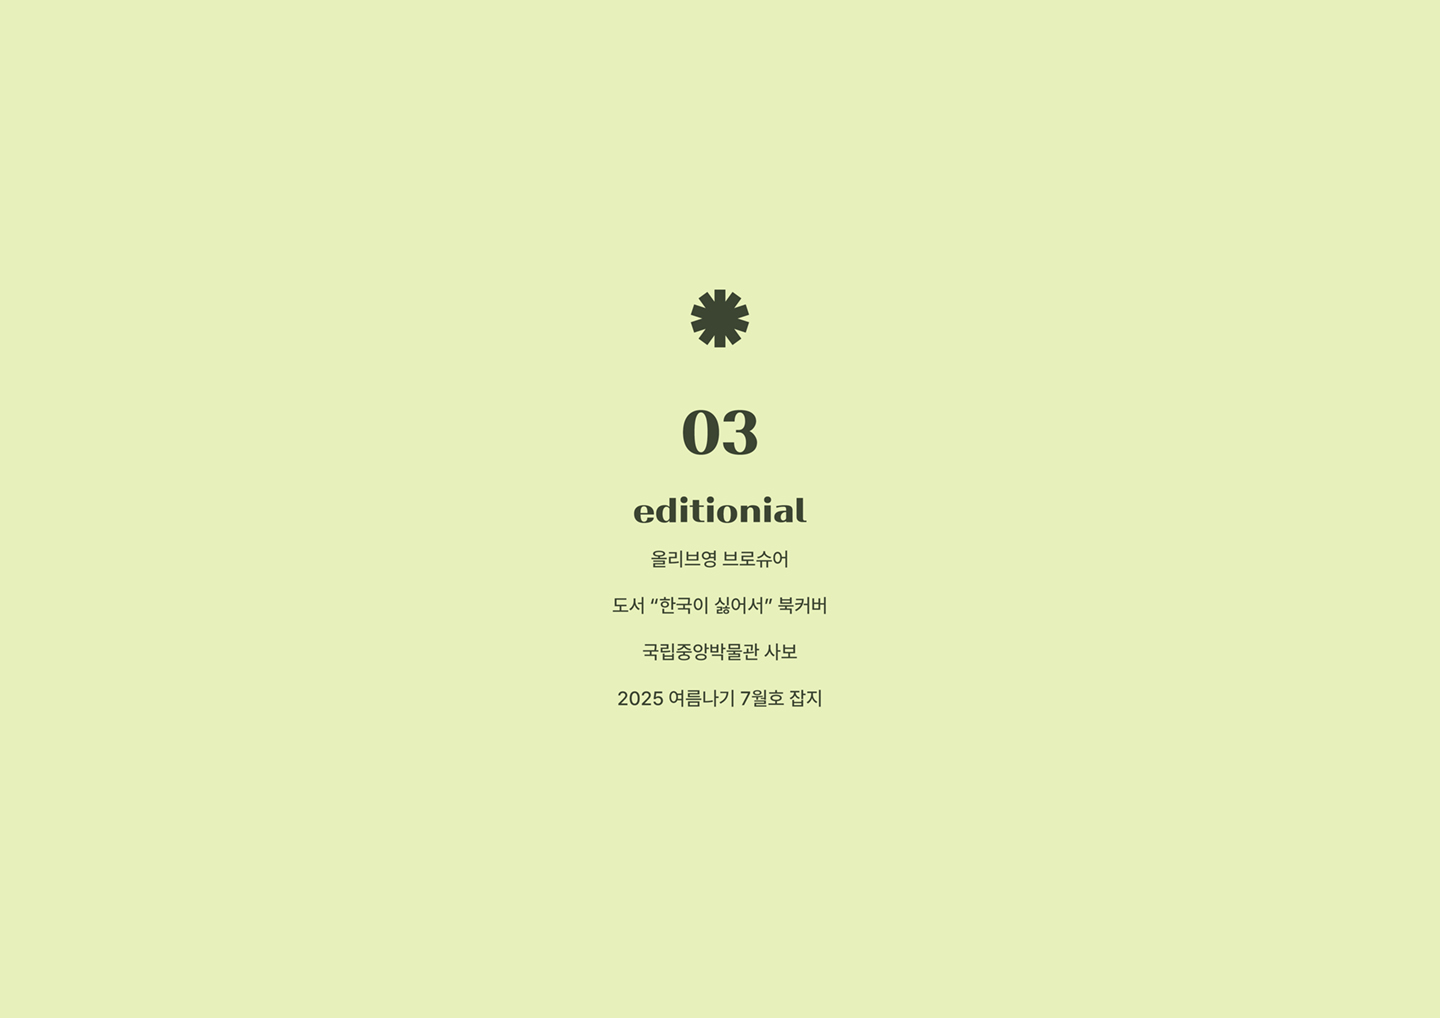 03
editionial
올리브영 브로슈어
도서 “한국이 싫어서” 북커버
국립중앙박물관 사보
2025 여름나기 7월호 잡지